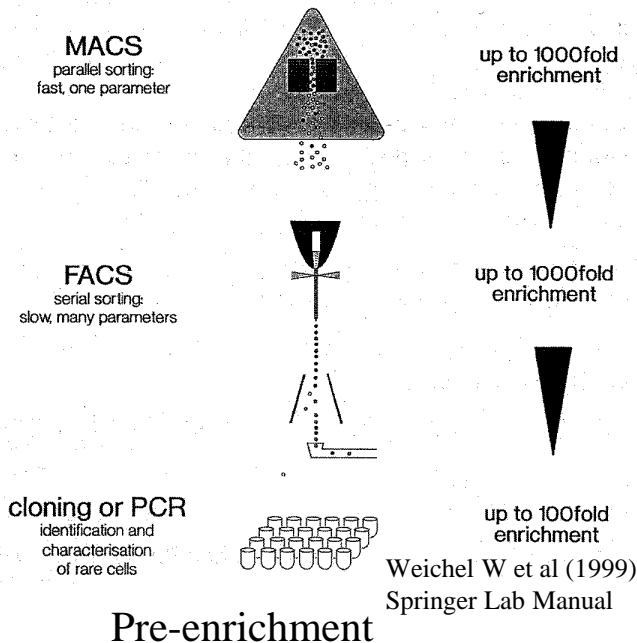 MACS
parallel sorting:
fast, one parameter
up to 1000fold
enrichment
FACS
serial sorting:
slow, many parameters
up to 1000fold
enrichment
cloning or PCR
identification and
characterisation
of rare cells
up to 100fold
enrichment
Weichel W et al (1999)
Springer Lab Manual
Pre-enrichment